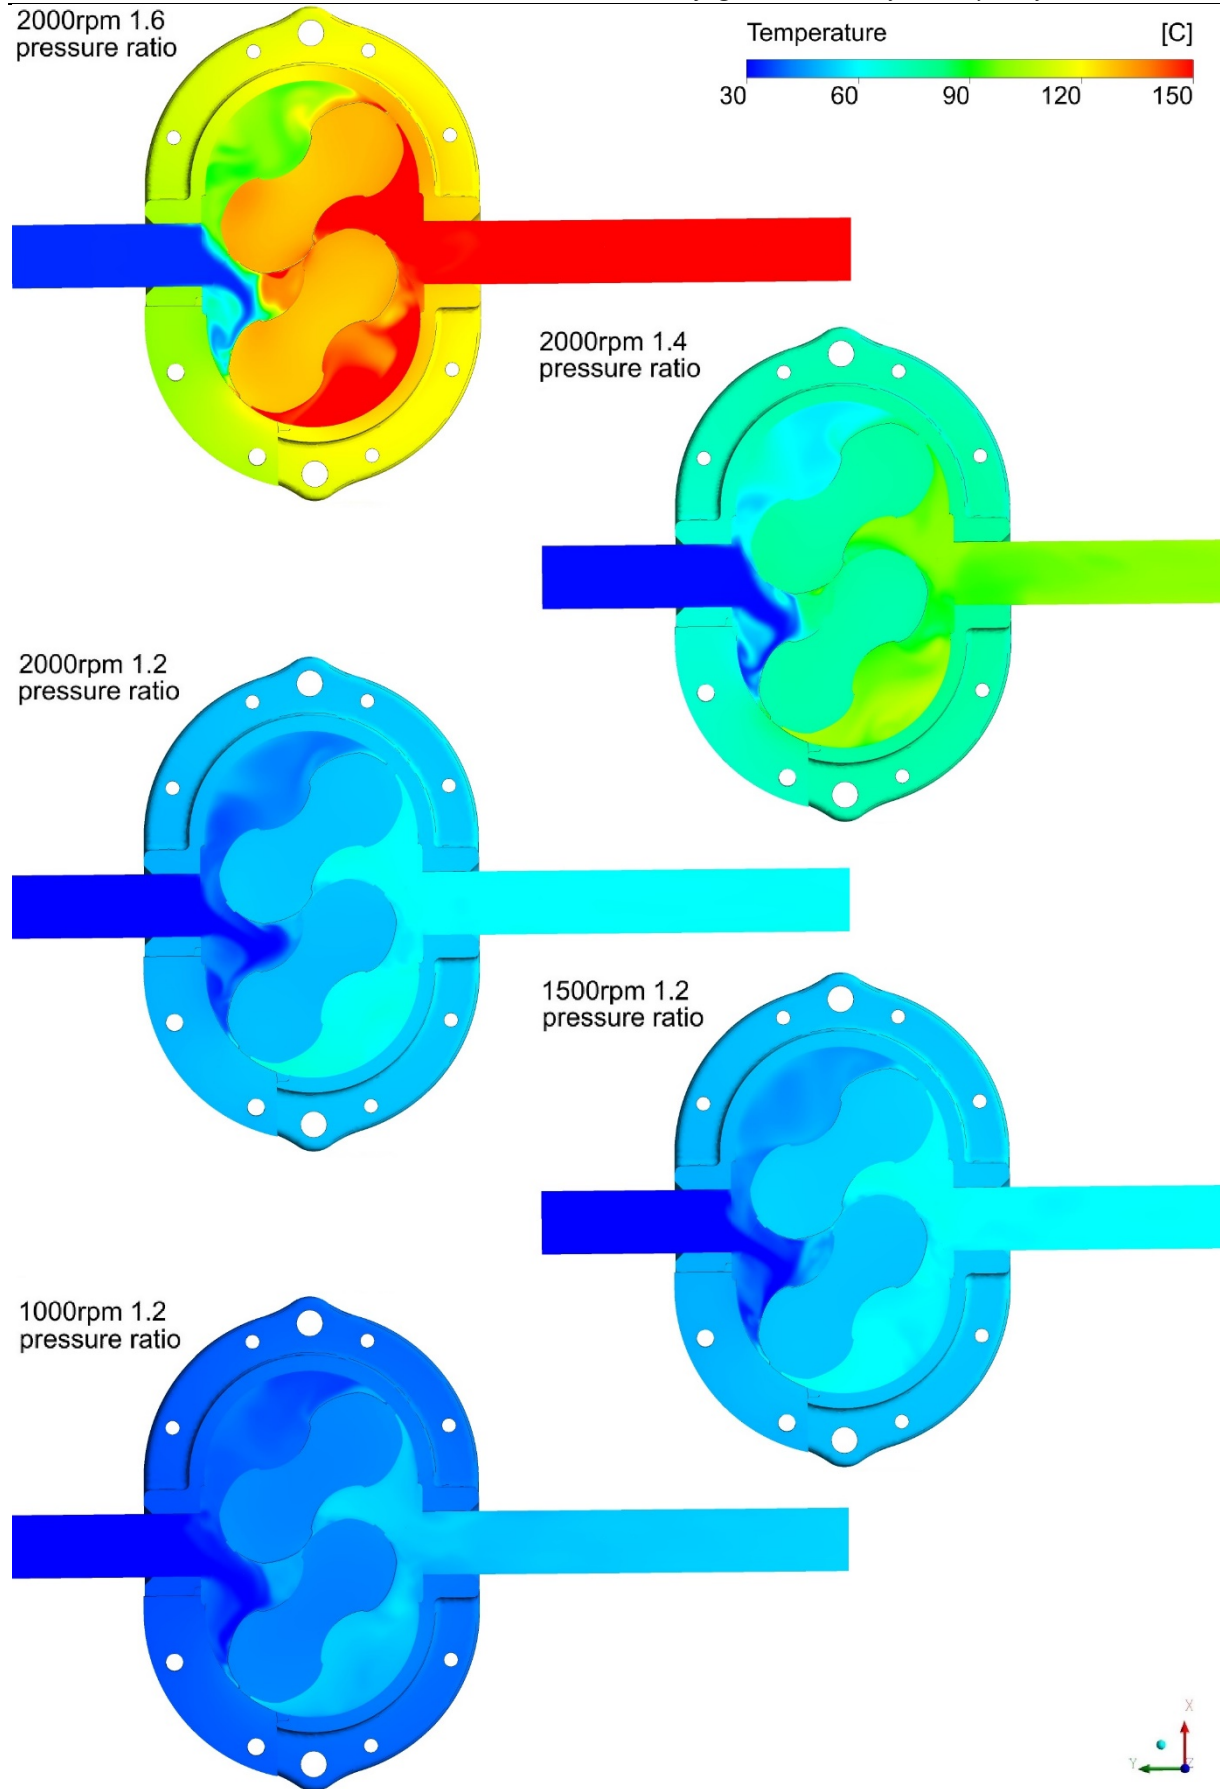 2000rpm 1.6
pressure ratio
Temperature [C]
30 60 90 120 150
2000rpm 1.4
pressure ratio
2000rpm 1.2
pressure ratio
1500rpm 1.2
pressure ratio
1000rpm 1.2
pressure ratio
X
Y
Z